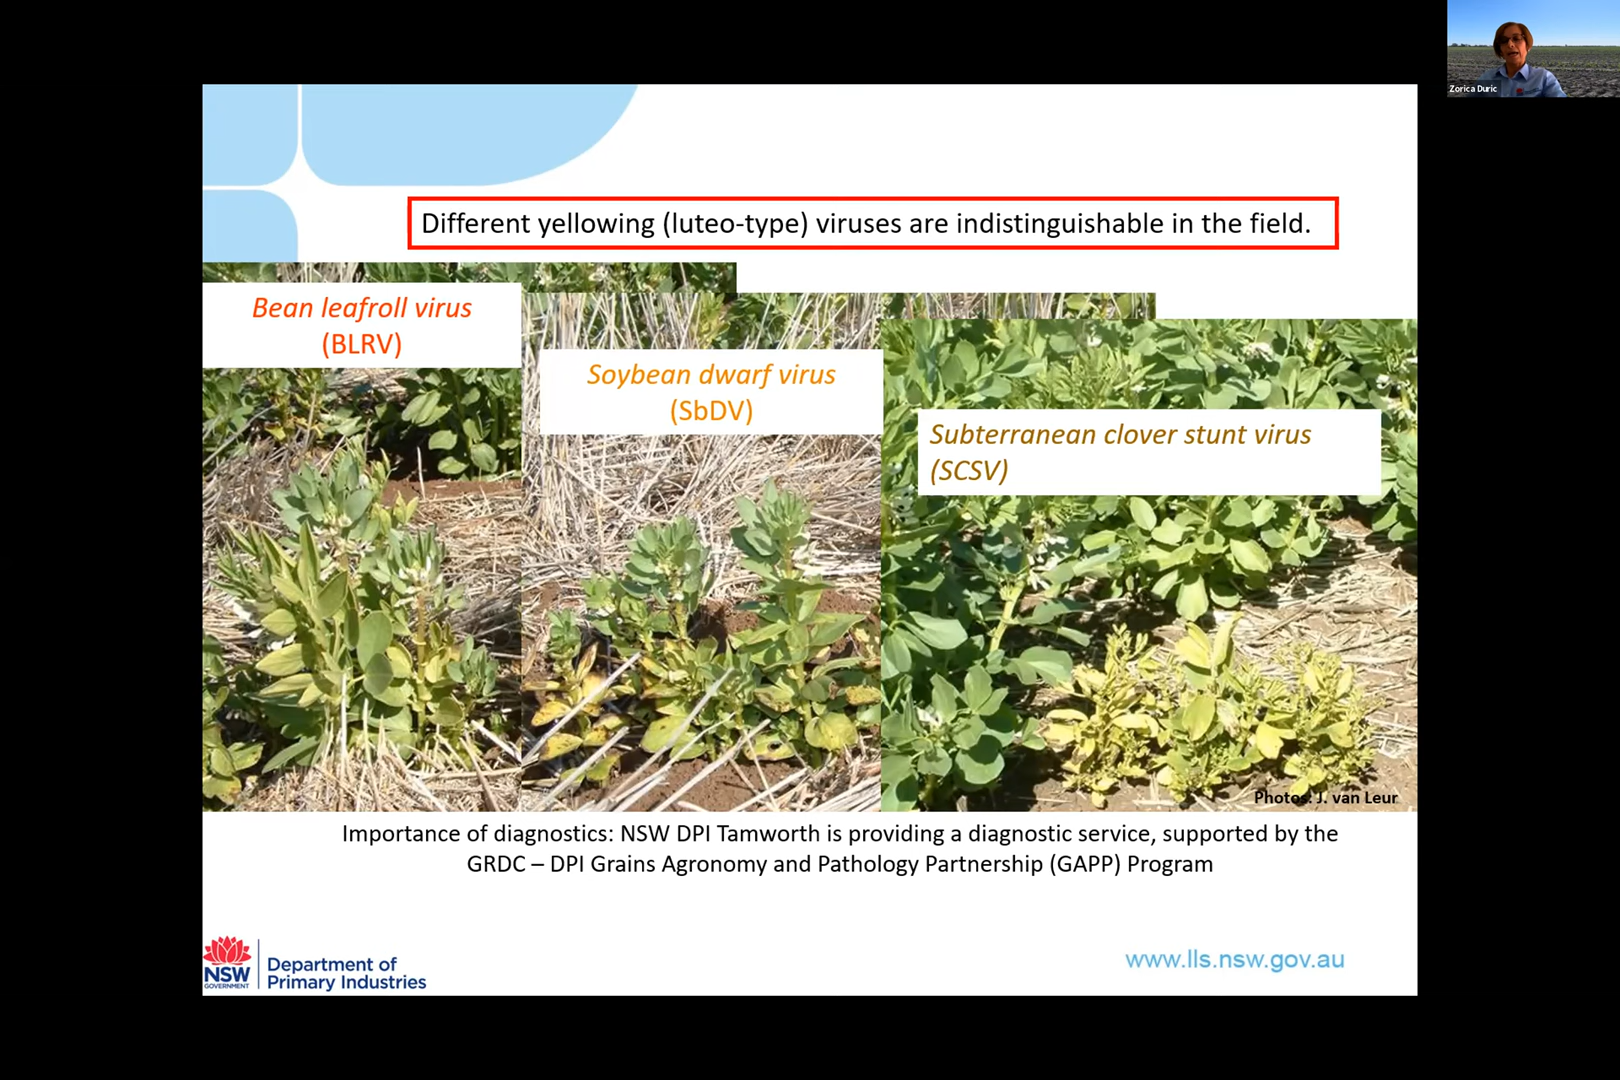 Zorica Duric
Different yellowing (luteo-type) viruses are indistinguishable in the field.
Bean leafroll virus
(BLRV)
Soybean dwarf virus
(SbDV)
Subterranean clover stunt virus
(SCSV)
Photos: J. van Leur
Importance of diagnostics: NSW DPI Tamworth is providing a diagnostic service, supported by the
GRDC – DPI Grains Agronomy and Pathology Partnership (GAPP) Program
NSW
GOVERNMENT
Department of
Primary Industries
www.lls.nsw.gov.au